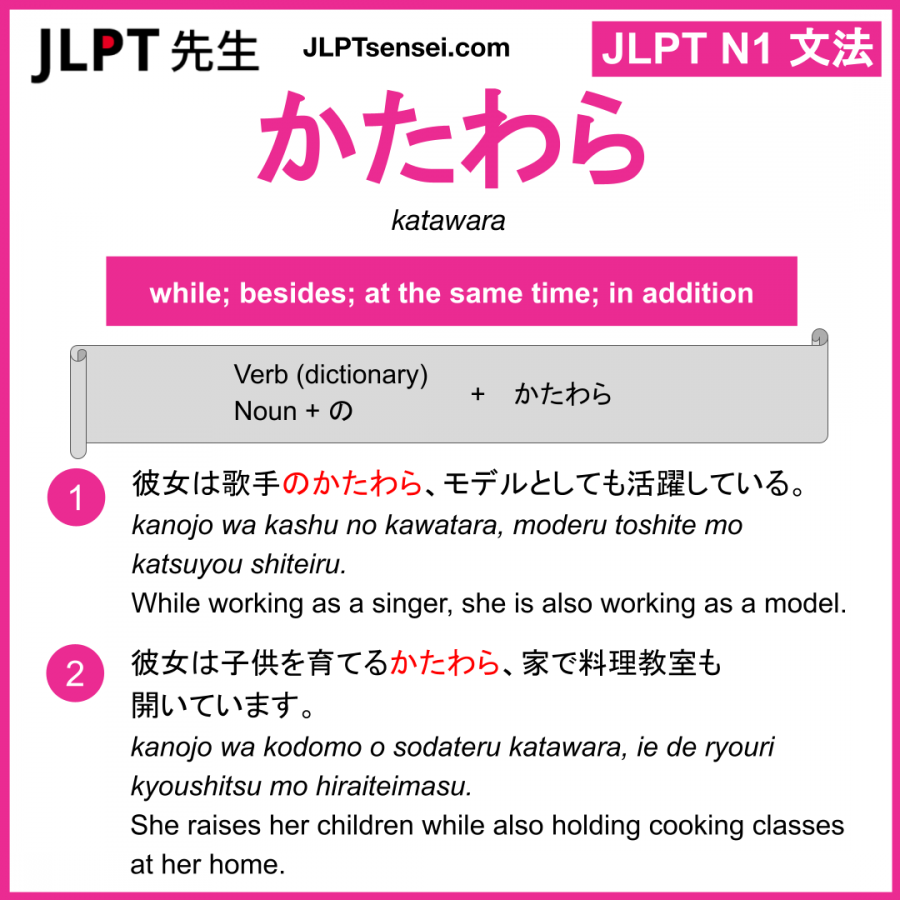 JLPT 先生
JLPTsensei.com
JLPT N1 文法
かたわら
katawara
while; besides; at the same time; in addition
Verb (dictionary)
Noun + の
+ かたわら
1
彼女は歌手のかたわら、モデルとしても活躍している。
kanojo wa kashu no kawatara, moderu toshite mo
katsuyou shiteiru.
While working as a singer, she is also working as a model.
2
彼女は子供を育てるかたわら、家で料理教室も
開いています。
kanojo wa kodomo o sodateru katawara, ie de ryouri
kyoushitsu mo hiraiteimasu.
She raises her children while also holding cooking classes
at her home.